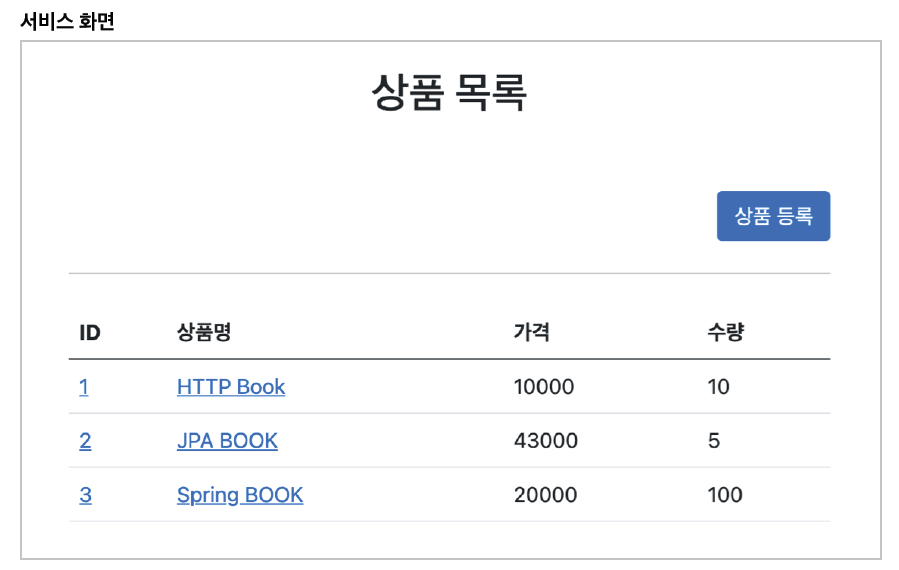 서비스 화면
상품 목록
상품 등록
ID 상품명 가격 수량
1 HTTP Book 10000 10
2 JPA BOOK 43000 5
3 Spring BOOK 20000 100